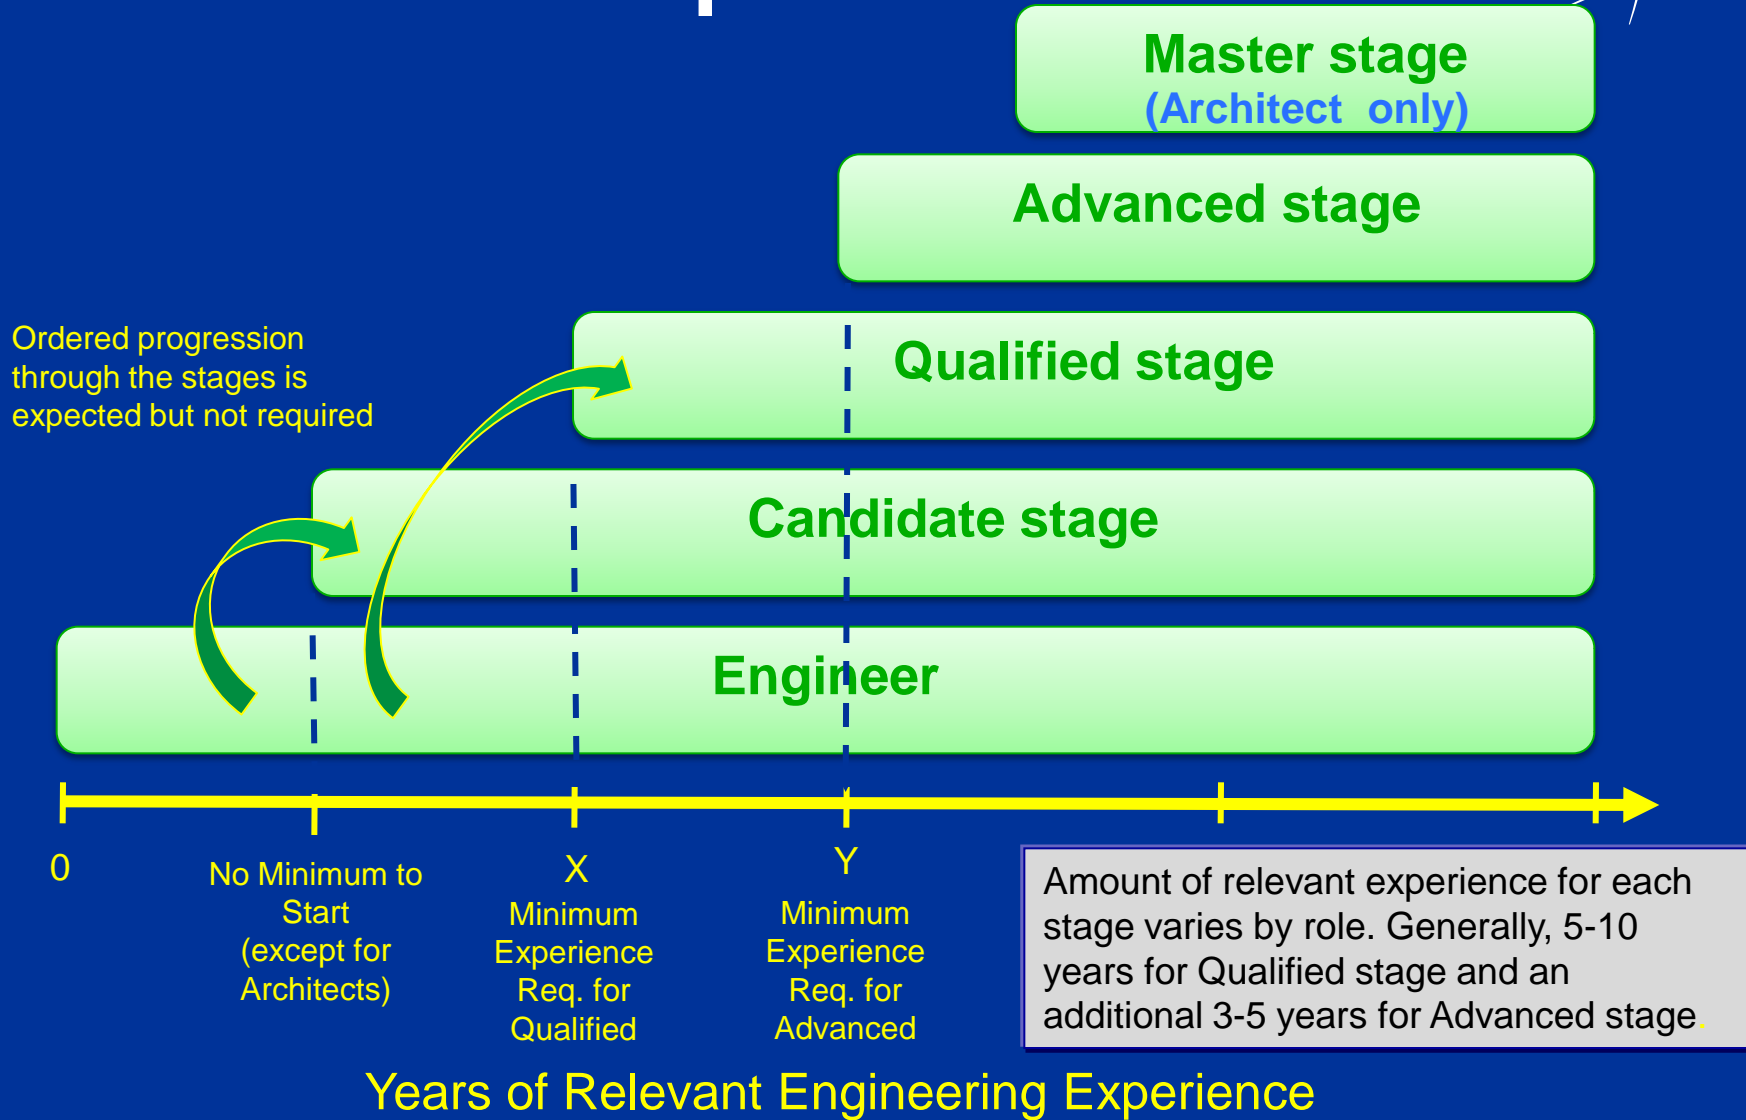 Master stage
(Architect only)
Advanced stage
Ordered progression
through the stages is
expected but not required
Qualified stage
Candidate stage
Engineer
0
No Minimum to
Start
(except for
Architects)
X
Minimum
Experience
Req. for
Qualified
Y
Minimum
Experience
Req. for
Advanced
Amount of relevant experience for each
stage varies by role. Generally, 5-10
years for Qualified stage and an
additional 3-5 years for Advanced stage.
Years of Relevant Engineering Experience